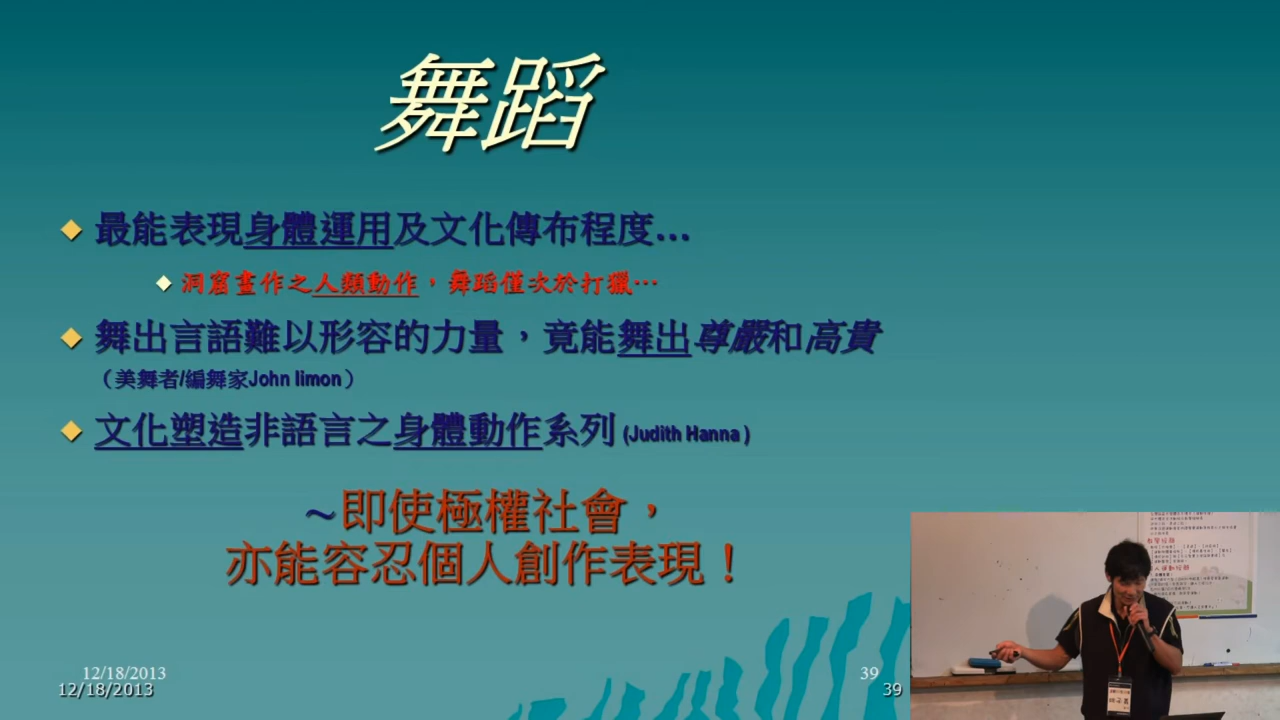 舞蹈
最能表現身體運用及文化傳布程度...
洞窟畫作之人類動作，舞蹈僅次於打獵…
舞出言語難以形容的力量，竟能舞出尊嚴和高貴
（美舞者/編舞家John limon）
文化塑造非語言之身體動作系列 (Judith Hanna )
~即使極權社會，
亦能容忍個人創作表現！
12/18/2013
12/18/2013
39
39